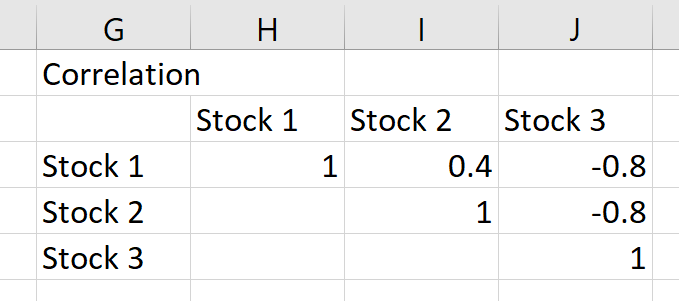 G H I J
Correlation
Stock 1 Stock 2 Stock 3
Stock 1 1 0.4 -0.8
Stock 2 1 -0.8
Stock 3 1